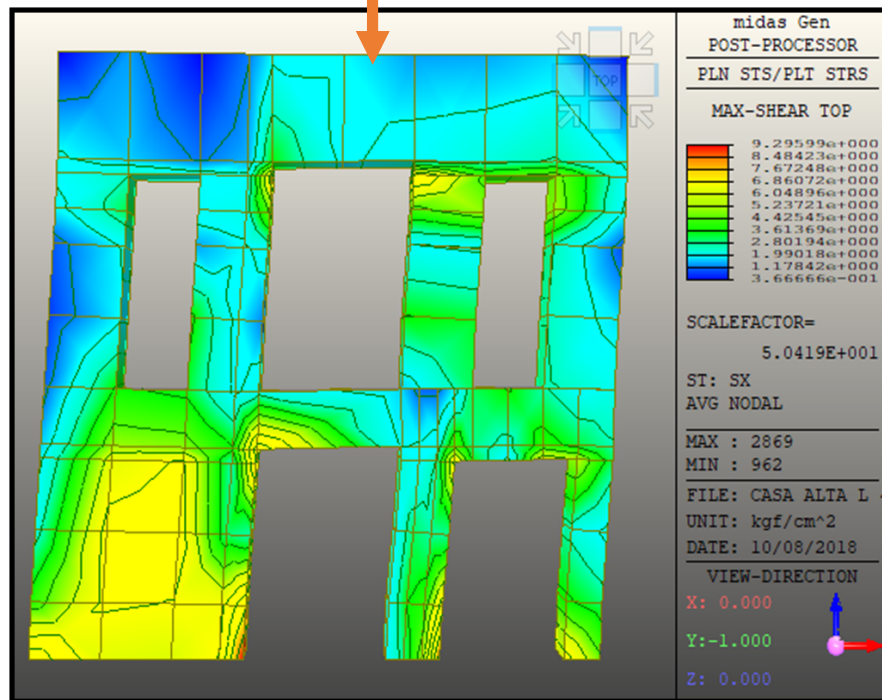 TOP
midas Gen
POST-PROCESSOR
PLN STS/PLT STRS
MAX-SHEAR TOP
9.29599e+000
8.48423e+000
7.67248e+000
6.86072e+000
6.04896e+000
5.23721e+000
4.42545e+000
3.61369e+000
2.80194e+000
1.99018e+000
1.17842e+000
3.66666e-001
SCALEFACTOR=
5.0419E+001
ST: SX
AVG NODAL
MAX : 2869
MIN : 962
FILE: CASA ALTA L
UNIT: kgf/cm^2
DATE: 10/08/2018
VIEW-DIRECTION
X: 0.000
Y:-1.000
Z: 0.000